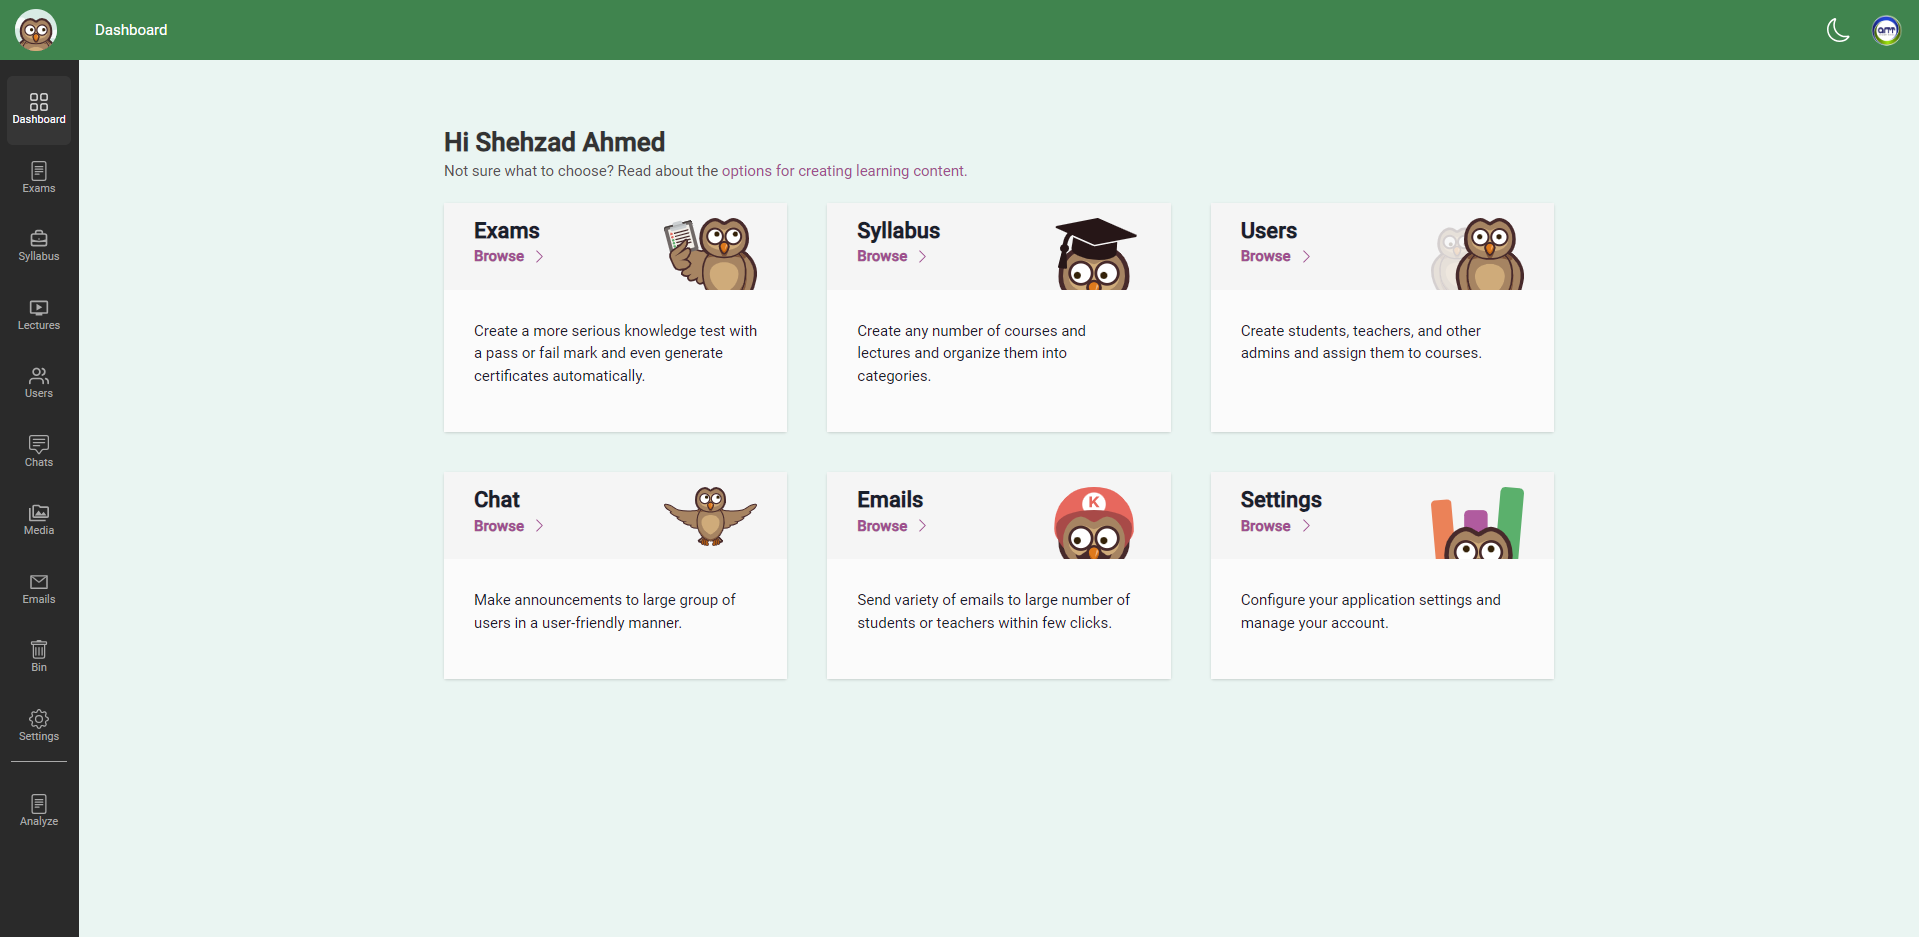 Dashboard
Dashboard
Exams
Syllabus
Lectures
Users
Chats
Media
Emails
Bin
Settings
Analyze
Hi Shehzad Ahmed
Not sure what to choose? Read about the options for creating learning content.
Exams
Browse
Create a more serious knowledge test with
a pass or fail mark and even generate
certificates automatically.
Syllabus
Browse
Create any number of courses and
lectures and organize them into
categories.
Users
Browse
Create students, teachers, and other
admins and assign them to courses.
Chat
Browse
Make announcements to large group of
users in a user-friendly manner.
Emails
Browse
K
Send variety of emails to large number of
students or teachers within few clicks.
Settings
Browse
Configure your application settings and
manage your account.